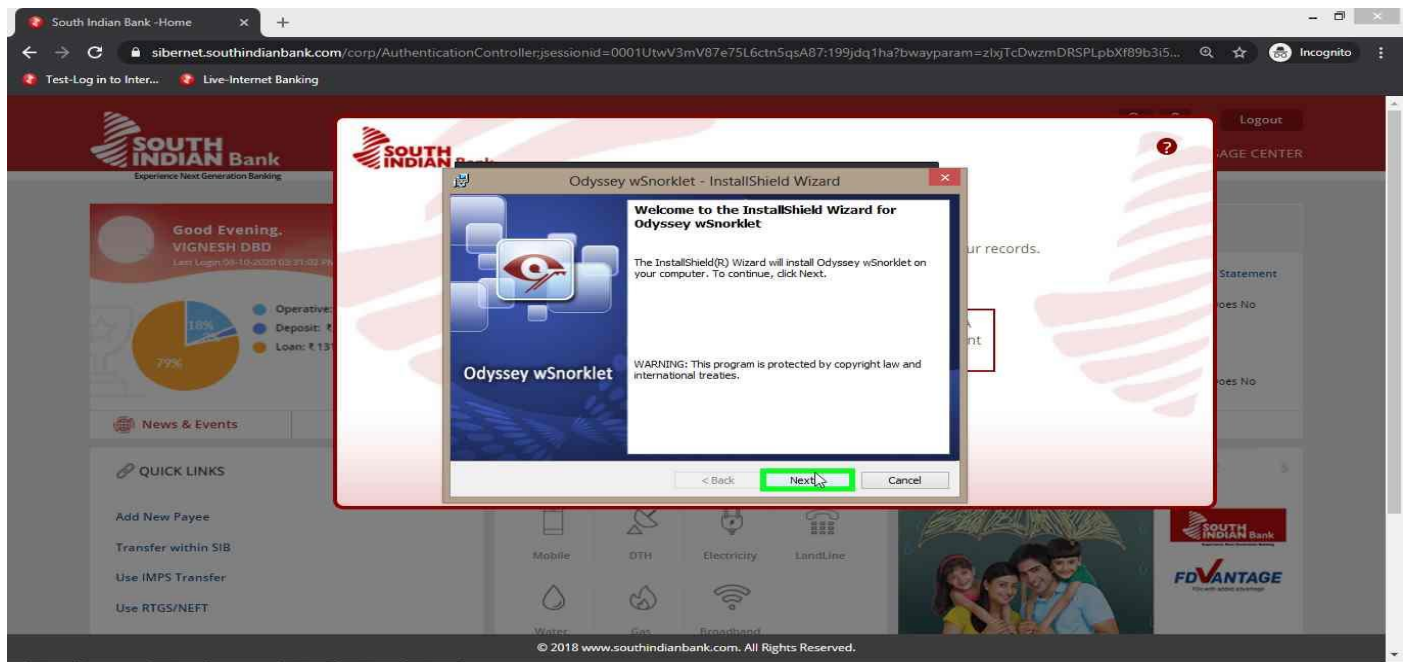 South Indian Bank -Home
sibernet.southindianbank.com/corp/AuthenticationController;jsessionid=0001UtwV3mV87e75L6ctn5qsA87:199jdq1ha?bwayparam=zlxjTcDwzmDRSPLpbXf89b3i5...
Incognito
Test-Log in to Inter...
Live-Internet Banking
Logout
SOUTH
INDIAN Bank
Experience Next Generation Banking
SOUTH
INDIAN
?
AGE CENTER
Odyssey wSnorklet - InstallShield Wizard
Good Evening.
VIGNESH DBD
Operative:
Deposit: ₹
Loan: ₹ 131
18%
79%
Welcome to the InstallShield Wizard for
Odyssey wSnorklet
The InstallShield(R) Wizard will install Odyssey wSnorklet on
your computer. To continue, click Next.
WARNING: This program is protected by copyright law and
international treaties.
Odyssey wSnorklet
ur records.
nt
Statement
oes No
oes No
News & Events
< Back
Next
Cancel
QUICK LINKS
Add New Payee
Transfer within SIB
Use IMPS Transfer
Use RTGS/NEFT
Mobile
DTH
Electricity
LandLine
Water
Gas
Broadband
SOUTH
INDIAN Bank
FDVANTAGE
© 2018 www.southindianbank.com. All Rights Reserved.